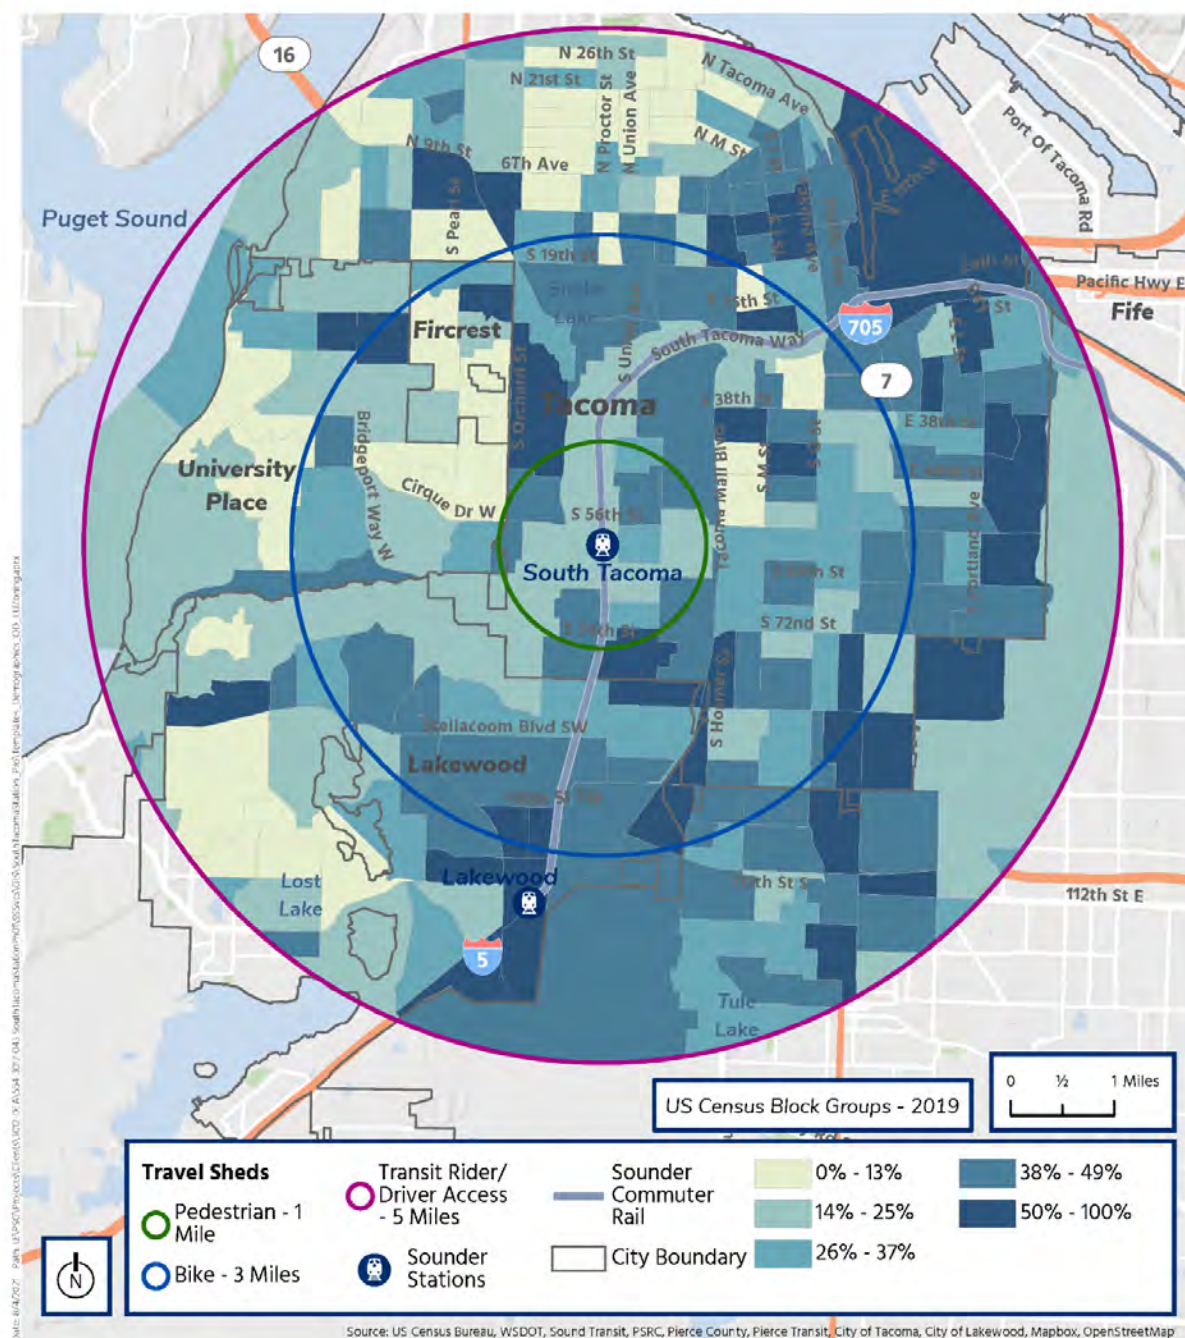 16
N 26th St
N 21st St
N Proctor St
N Union Ave
N Tacoma Ave
N M St
N 9th St
6Th Ave
S Pearl St
Port Of Tacoma Rd
Puget Sound
S 19th St
Pacific Hwy E
Fife
Fircrest
705
South Tacoma Way
7
S Orchard St
Tacoma
S 38th St
E 38th St
University
Place
Bridgeport Way W
Cirque Dr W
Tacoma Mall Blvd
S M St
S 56th St
South Tacoma
E Portland Ave
S 72nd St
S 74th St
S Hosmer St
Steilacoom Blvd SW
Lakewood
Lakewood
Lost
Lake
112th St E
5
Tule
Lake
US Census Block Groups - 2019
0 ½ 1 Miles
Travel Sheds
Pedestrian - 1
Mile
Bike - 3 Miles
Transit Rider/
Driver Access
- 5 Miles
Sounder
Stations
Sounder
Commuter
Rail
City Boundary
0% - 13%
14% - 25%
26% - 37%
38% - 49%
50% - 100%
N
Source: US Census Bureau, WSDOT, Sound Transit, PSRC, Pierce County, Pierce Transit, City of Tacoma, City of Lakewood, Mapbox, OpenStreetMap